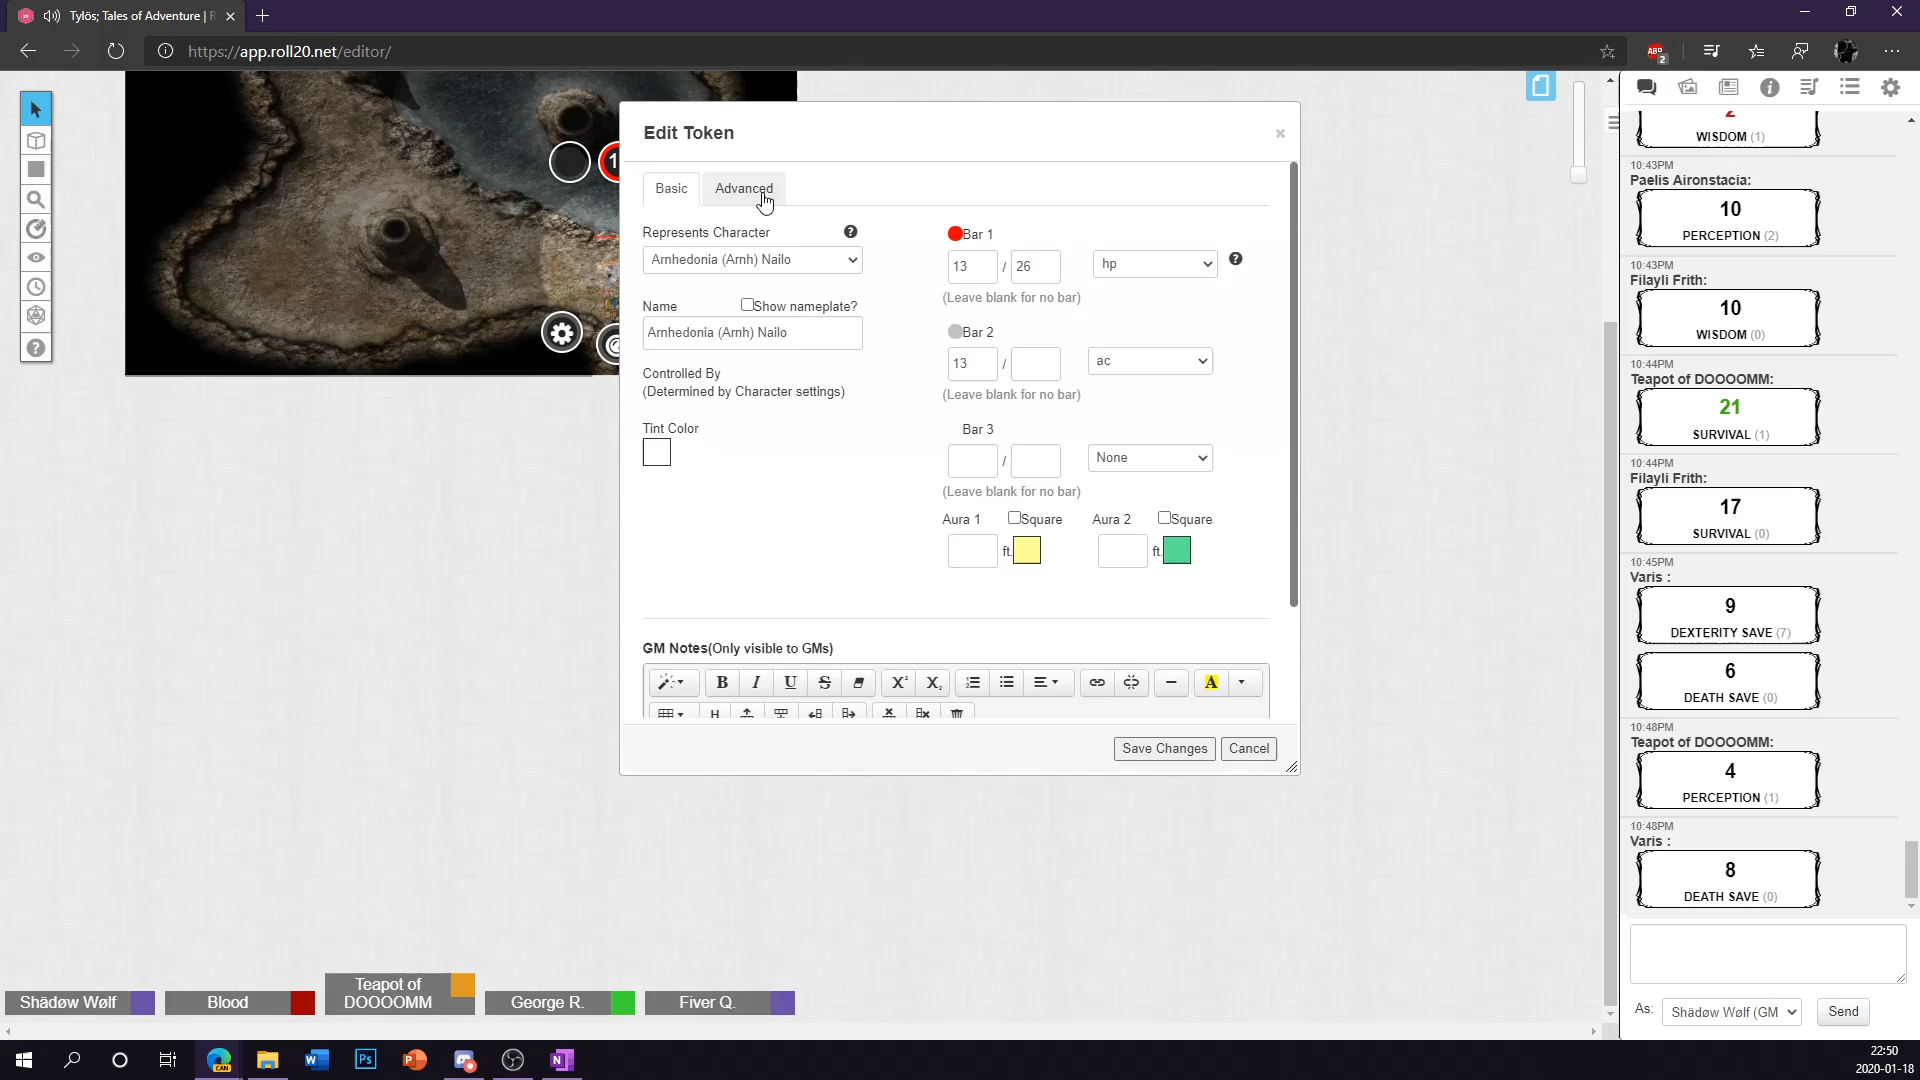 Tylös; Tales of Adventure | R
https://app.roll20.net/editor/
ABP
2
1
Edit Token
Basic
Advanced
Represents Character
Arnhedonia (Arnh) Nailo
Name
Show nameplate?
Arnhedonia (Arnh) Nailo
Controlled By
(Determined by Character settings)
Tint Color
Bar 1
13 / 26
hp
(Leave blank for no bar)
Bar 2
13 /
ac
(Leave blank for no bar)
Bar 3
/
None
(Leave blank for no bar)
Aura 1
Square
Aura 2
Square
ft.
ft.
GM Notes(Only visible to GMs)
B I U S X² X₂ A
H
Save Changes
Cancel
WISDOM (1)
10:43PM
Paelis Aironstacia:
10
PERCEPTION (2)
10:43PM
Filayli Frith:
10
WISDOM (0)
10:44PM
Teapot of DOOOOMM:
21
SURVIVAL (1)
10:44PM
Filayli Frith:
17
SURVIVAL (0)
10:45PM
Varis :
9
DEXTERITY SAVE (7)
6
DEATH SAVE (0)
10:48PM
Teapot of DOOOOMM:
4
PERCEPTION (1)
10:48PM
Varis :
8
DEATH SAVE (0)
As:
Shädøw Wølf (GM
Send
Shädøw Wølf
Blood
Teapot of
DOOOOMM
George R.
Fiver Q.
CAN
W
Ps
P
N
22:50
2020-01-18